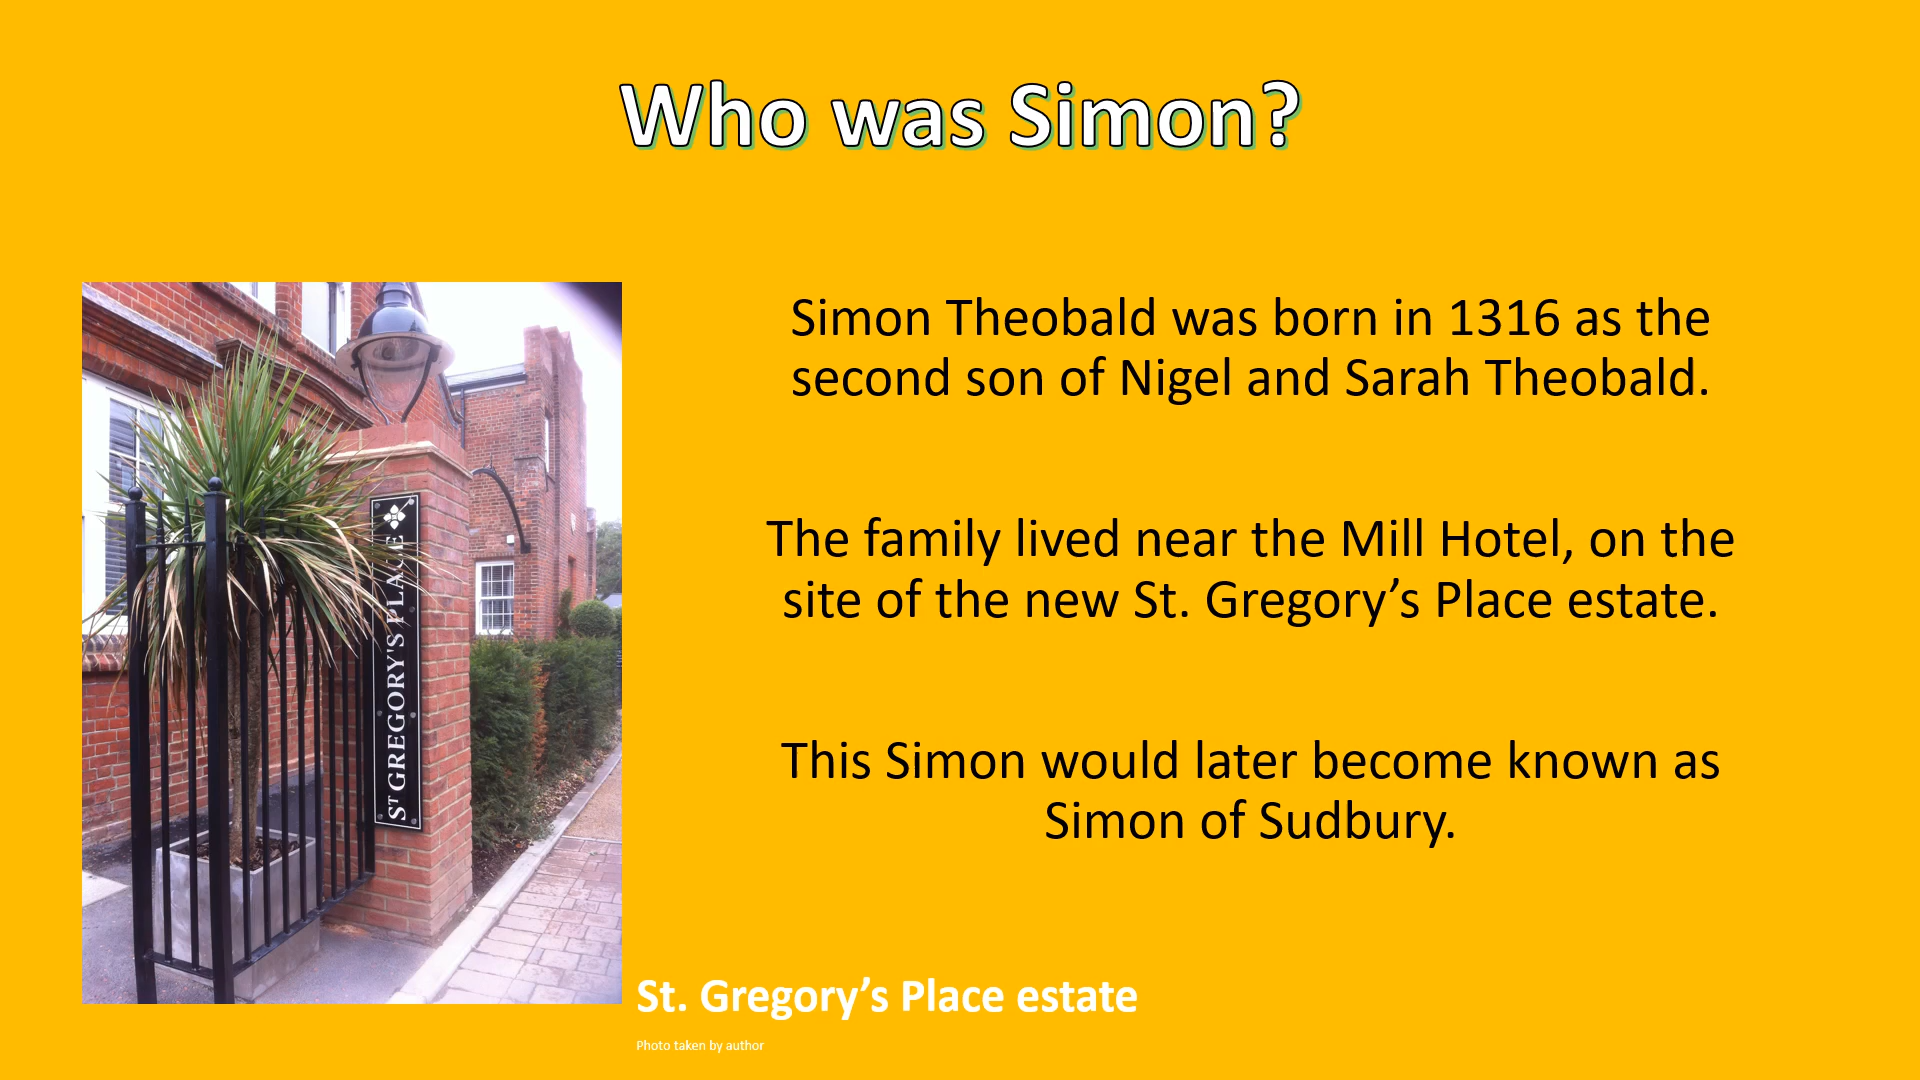 Who was Simon?
Simon Theobald was born in 1316 as the
second son of Nigel and Sarah Theobald.
The family lived near the Mill Hotel, on the
site of the new St. Gregory’s Place estate.
This Simon would later become known as
Simon of Sudbury.
ST GREGORY'S PLACE
St. Gregory’s Place estate
Photo taken by author